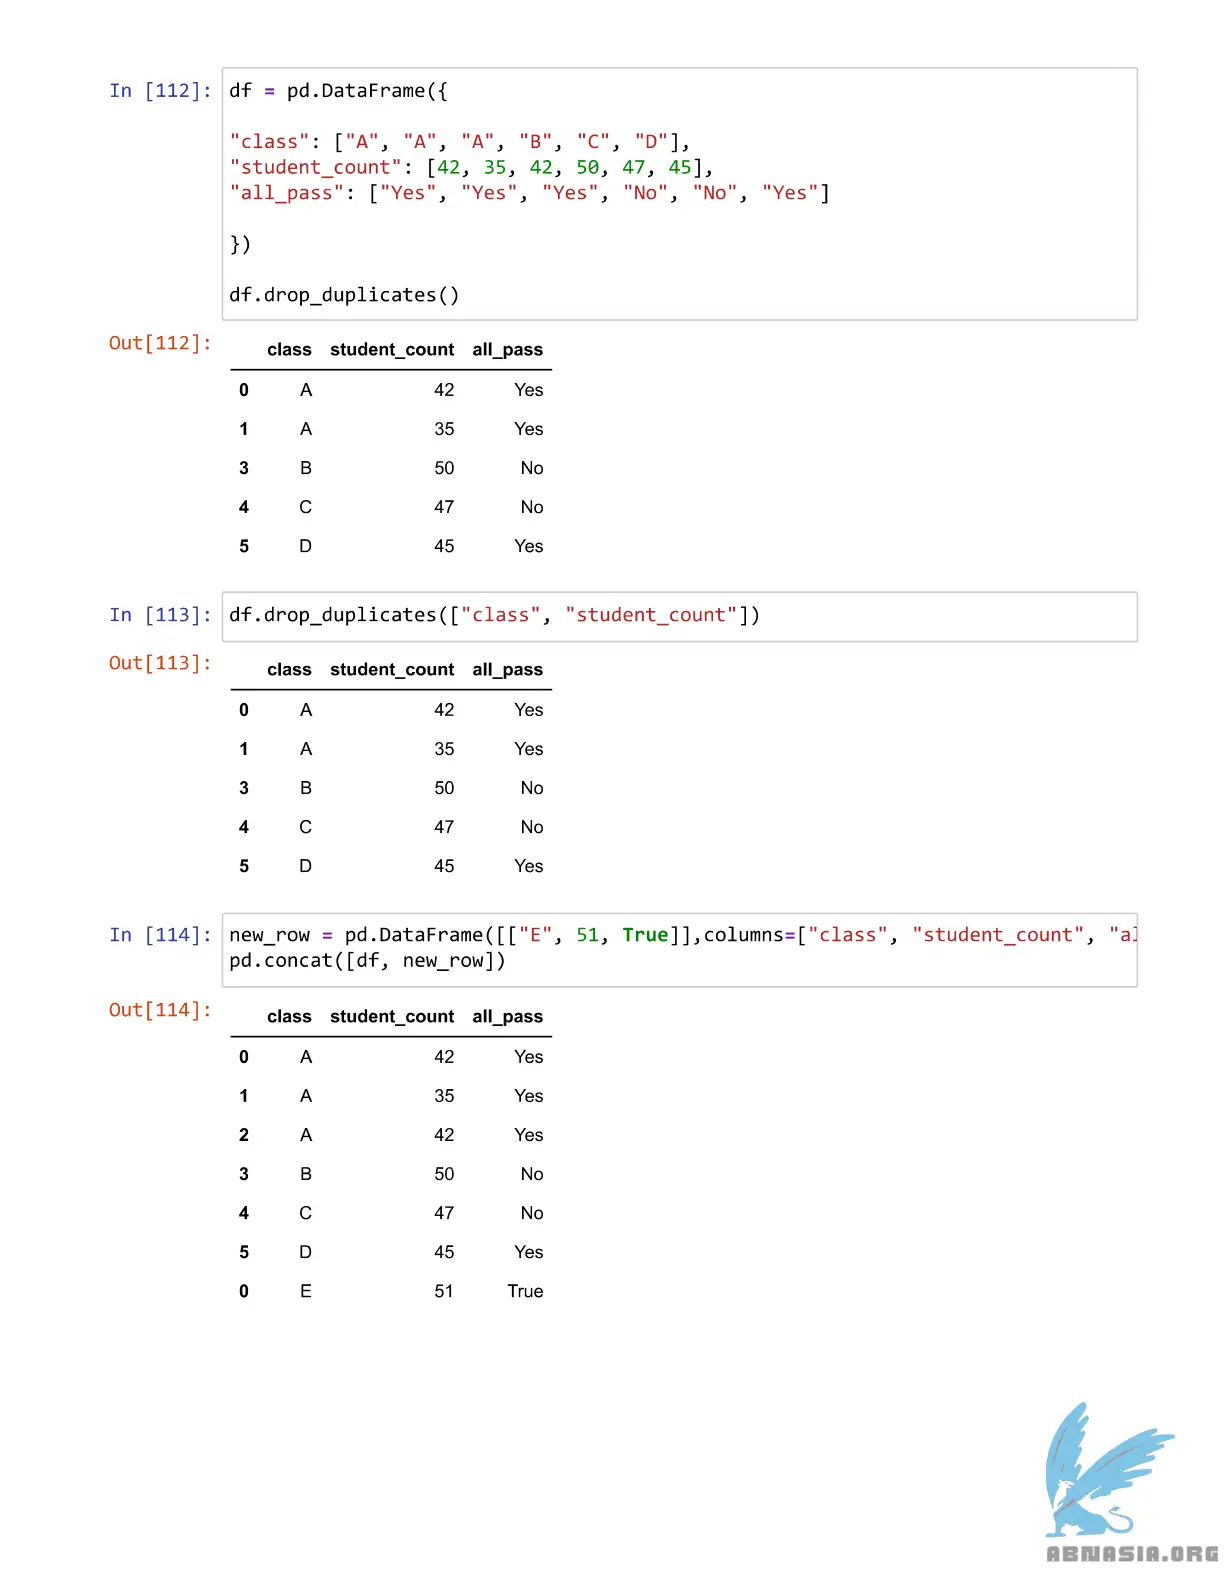 In [112]: df = pd.DataFrame({
"class": ["A", "A", "A", "B", "C", "D"],
"student_count": [42, 35, 42, 50, 47, 45],
"all_pass": ["Yes", "Yes", "Yes", "No", "No", "Yes"]
})
df.drop_duplicates()
Out[112]:
class student_count all_pass
0 A 42 Yes
1 A 35 Yes
3 B 50 No
4 C 47 No
5 D 45 Yes
In [113]: df.drop_duplicates(["class", "student_count"])
Out[113]:
class student_count all_pass
0 A 42 Yes
1 A 35 Yes
3 B 50 No
4 C 47 No
5 D 45 Yes
In [114]: new_row = pd.DataFrame([["E", 51, True]],columns=["class", "student_count", "al
pd.concat([df, new_row])
Out[114]:
class student_count all_pass
0 A 42 Yes
1 A 35 Yes
2 A 42 Yes
3 B 50 No
4 C 47 No
5 D 45 Yes
0 E 51 True
ABNASIA.ORG